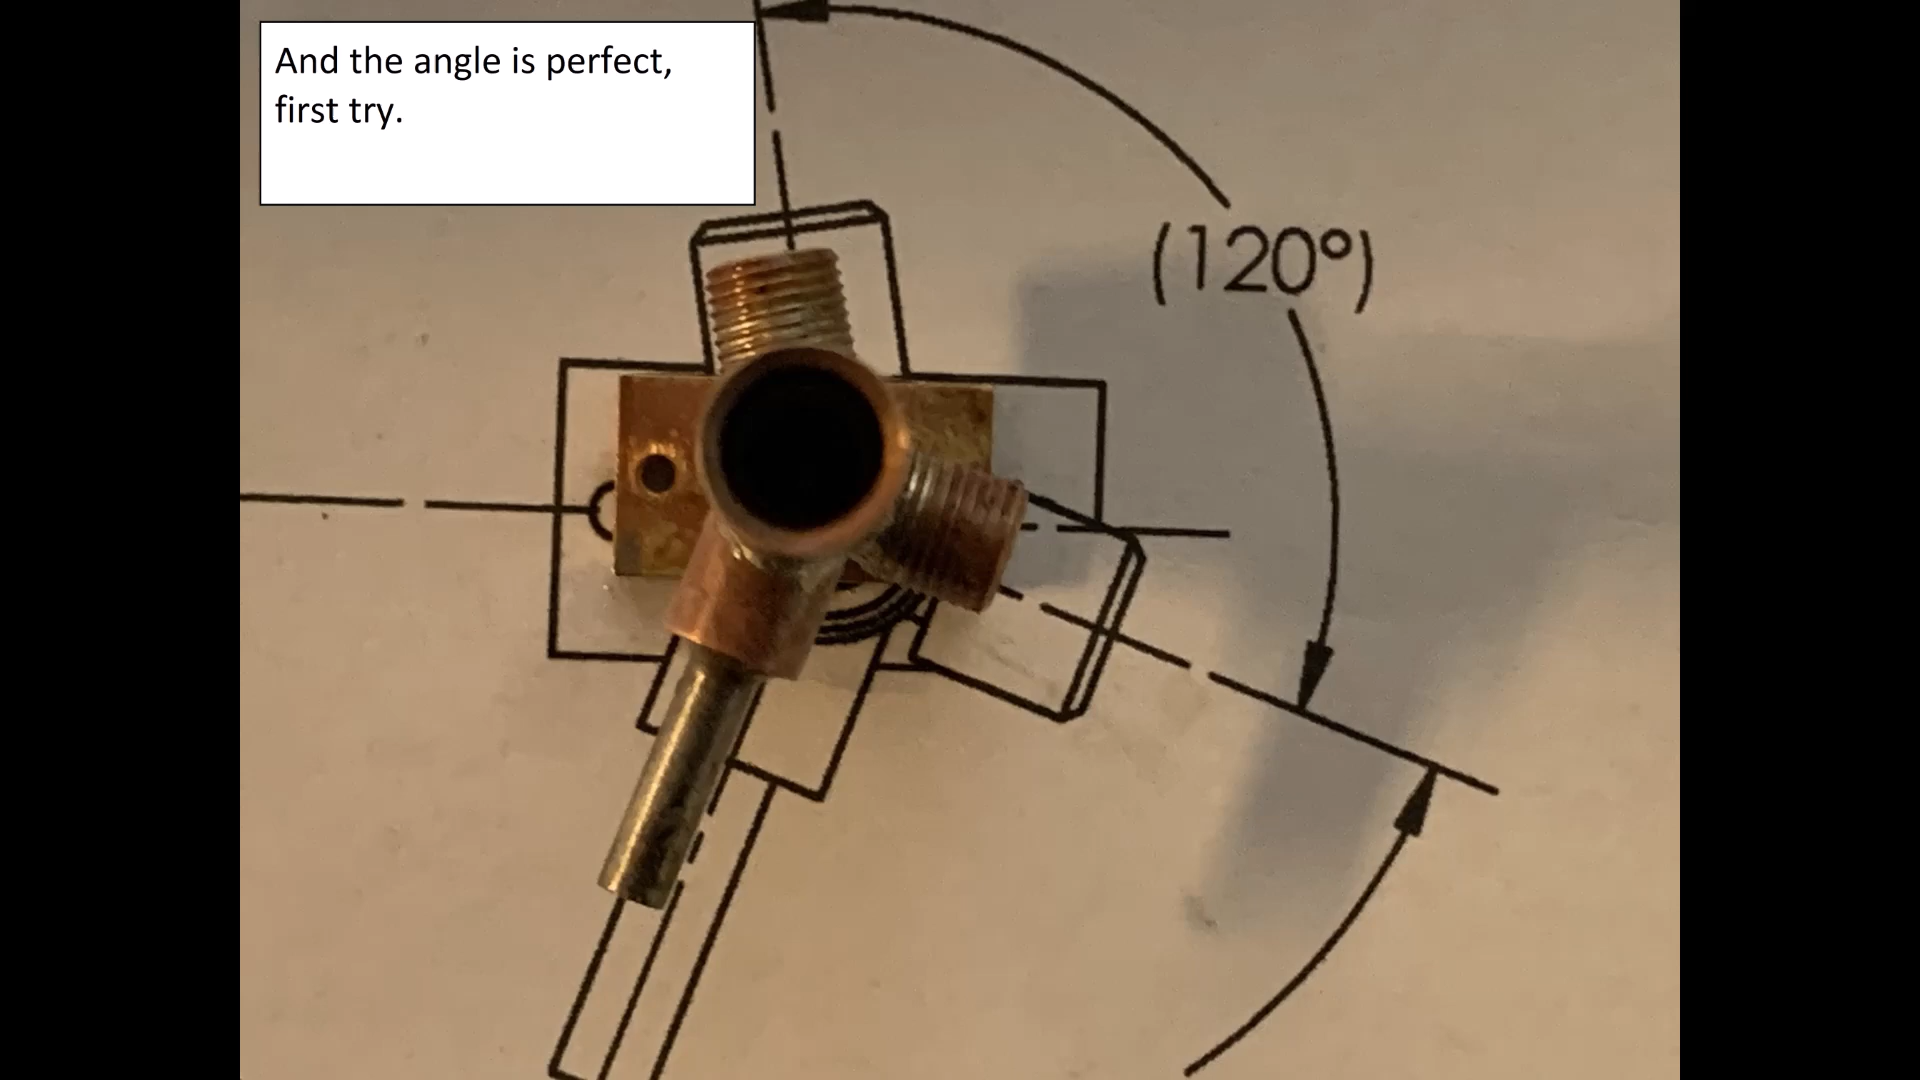 And the angle is perfect,
first try.
(120°)